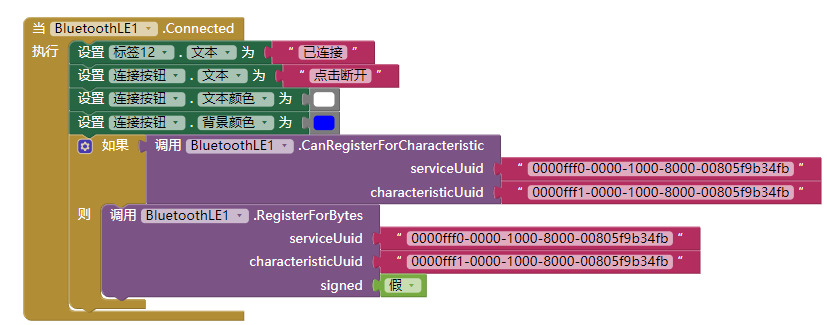 当 BluetoothLE1 .Connected
执行 设置 标签12 . 文本 为 “ 已连接 ”
设置 连接按钮 . 文本 为 “ 点击断开 ”
设置 连接按钮 . 文本颜色 为
设置 连接按钮 . 背景颜色 为
如果 调用 BluetoothLE1 .CanRegisterForCharacteristic
serviceUuid “ 0000fff0-0000-1000-8000-00805f9b34fb ”
characteristicUuid “ 0000fff1-0000-1000-8000-00805f9b34fb ”
则 调用 BluetoothLE1 .RegisterForBytes
serviceUuid “ 0000fff0-0000-1000-8000-00805f9b34fb ”
characteristicUuid “ 0000fff1-0000-1000-8000-00805f9b34fb ”
signed 假